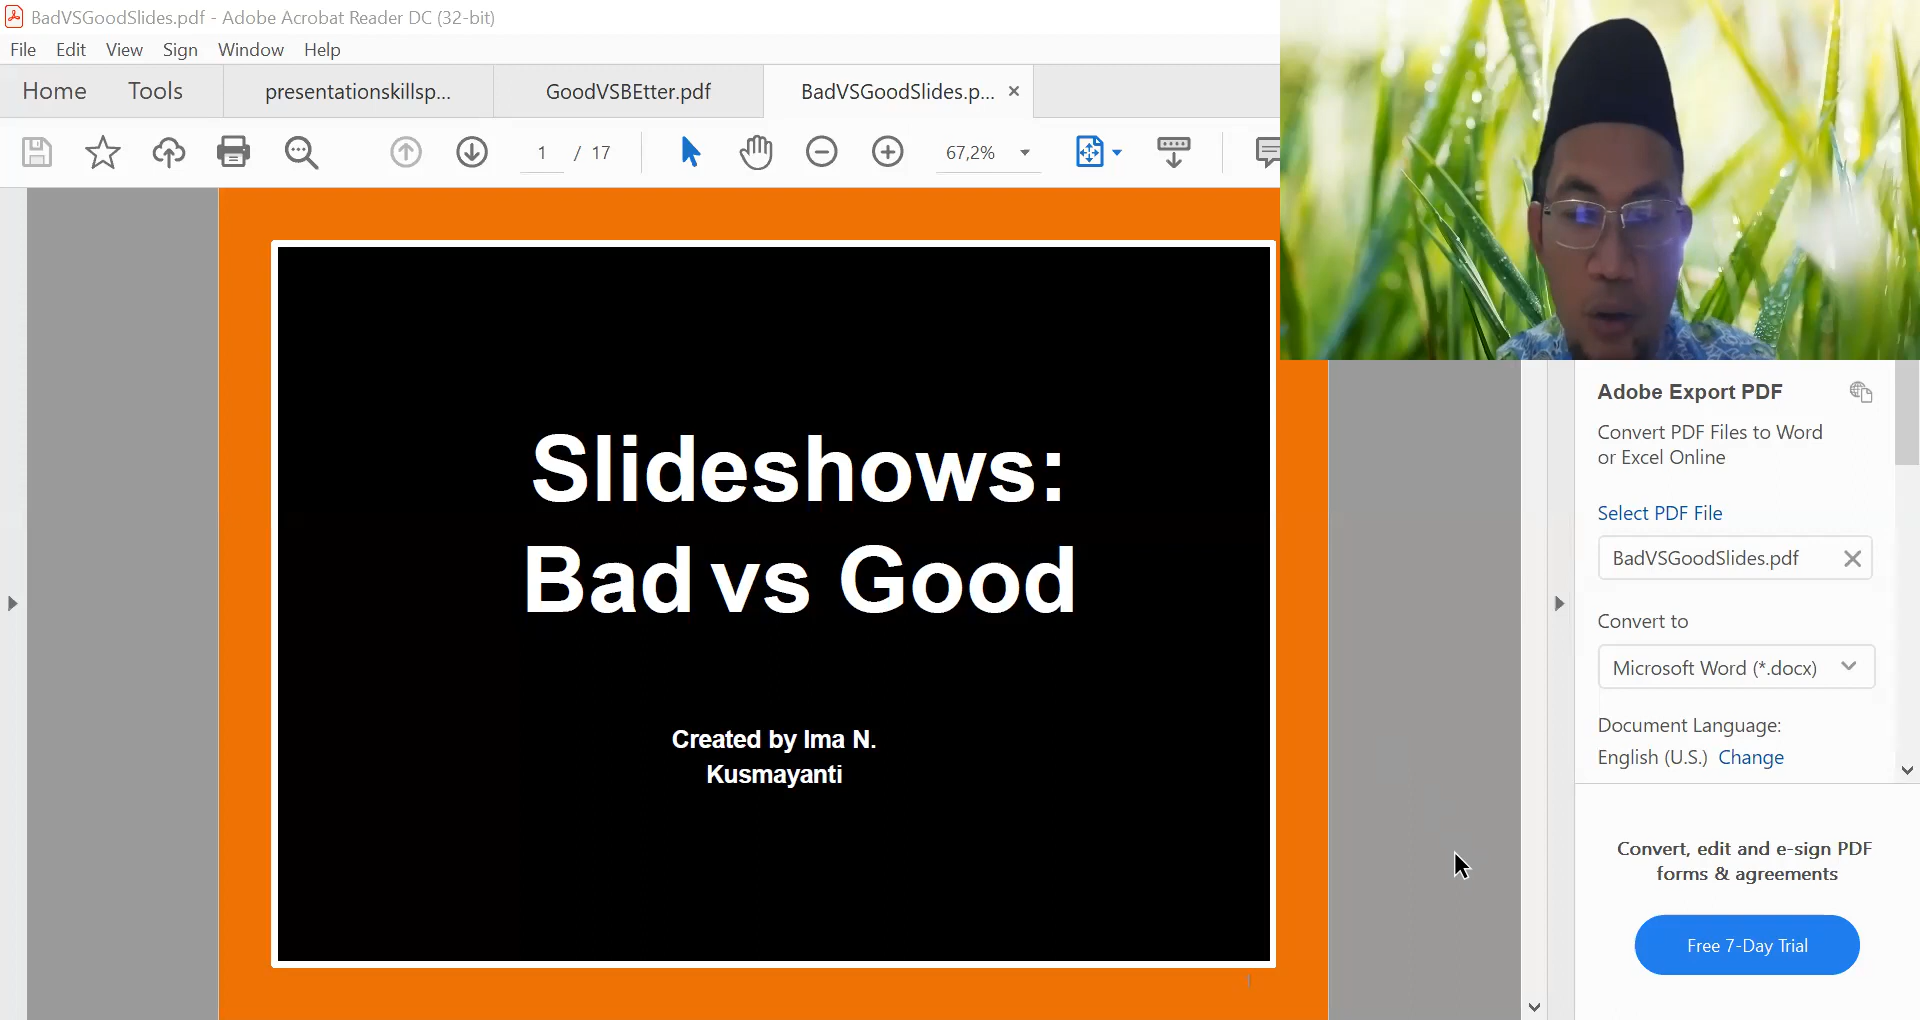 BadVSGoodSlides.pdf - Adobe Acrobat Reader DC (32-bit)
File Edit View Sign Window Help
Home Tools presentationskillsp... GoodVSBEtter.pdf BadVSGoodSlides.p... ×
1 / 17 67,2%
Slideshows:
Bad vs Good
Created by Ima N.
Kusmayanti
Adobe Export PDF
Convert PDF Files to Word
or Excel Online
Select PDF File
BadVSGoodSlides.pdf
Convert to
Microsoft Word (*.docx)
Document Language:
English (U.S.) Change
Convert, edit and e-sign PDF
forms & agreements
Free 7-Day Trial